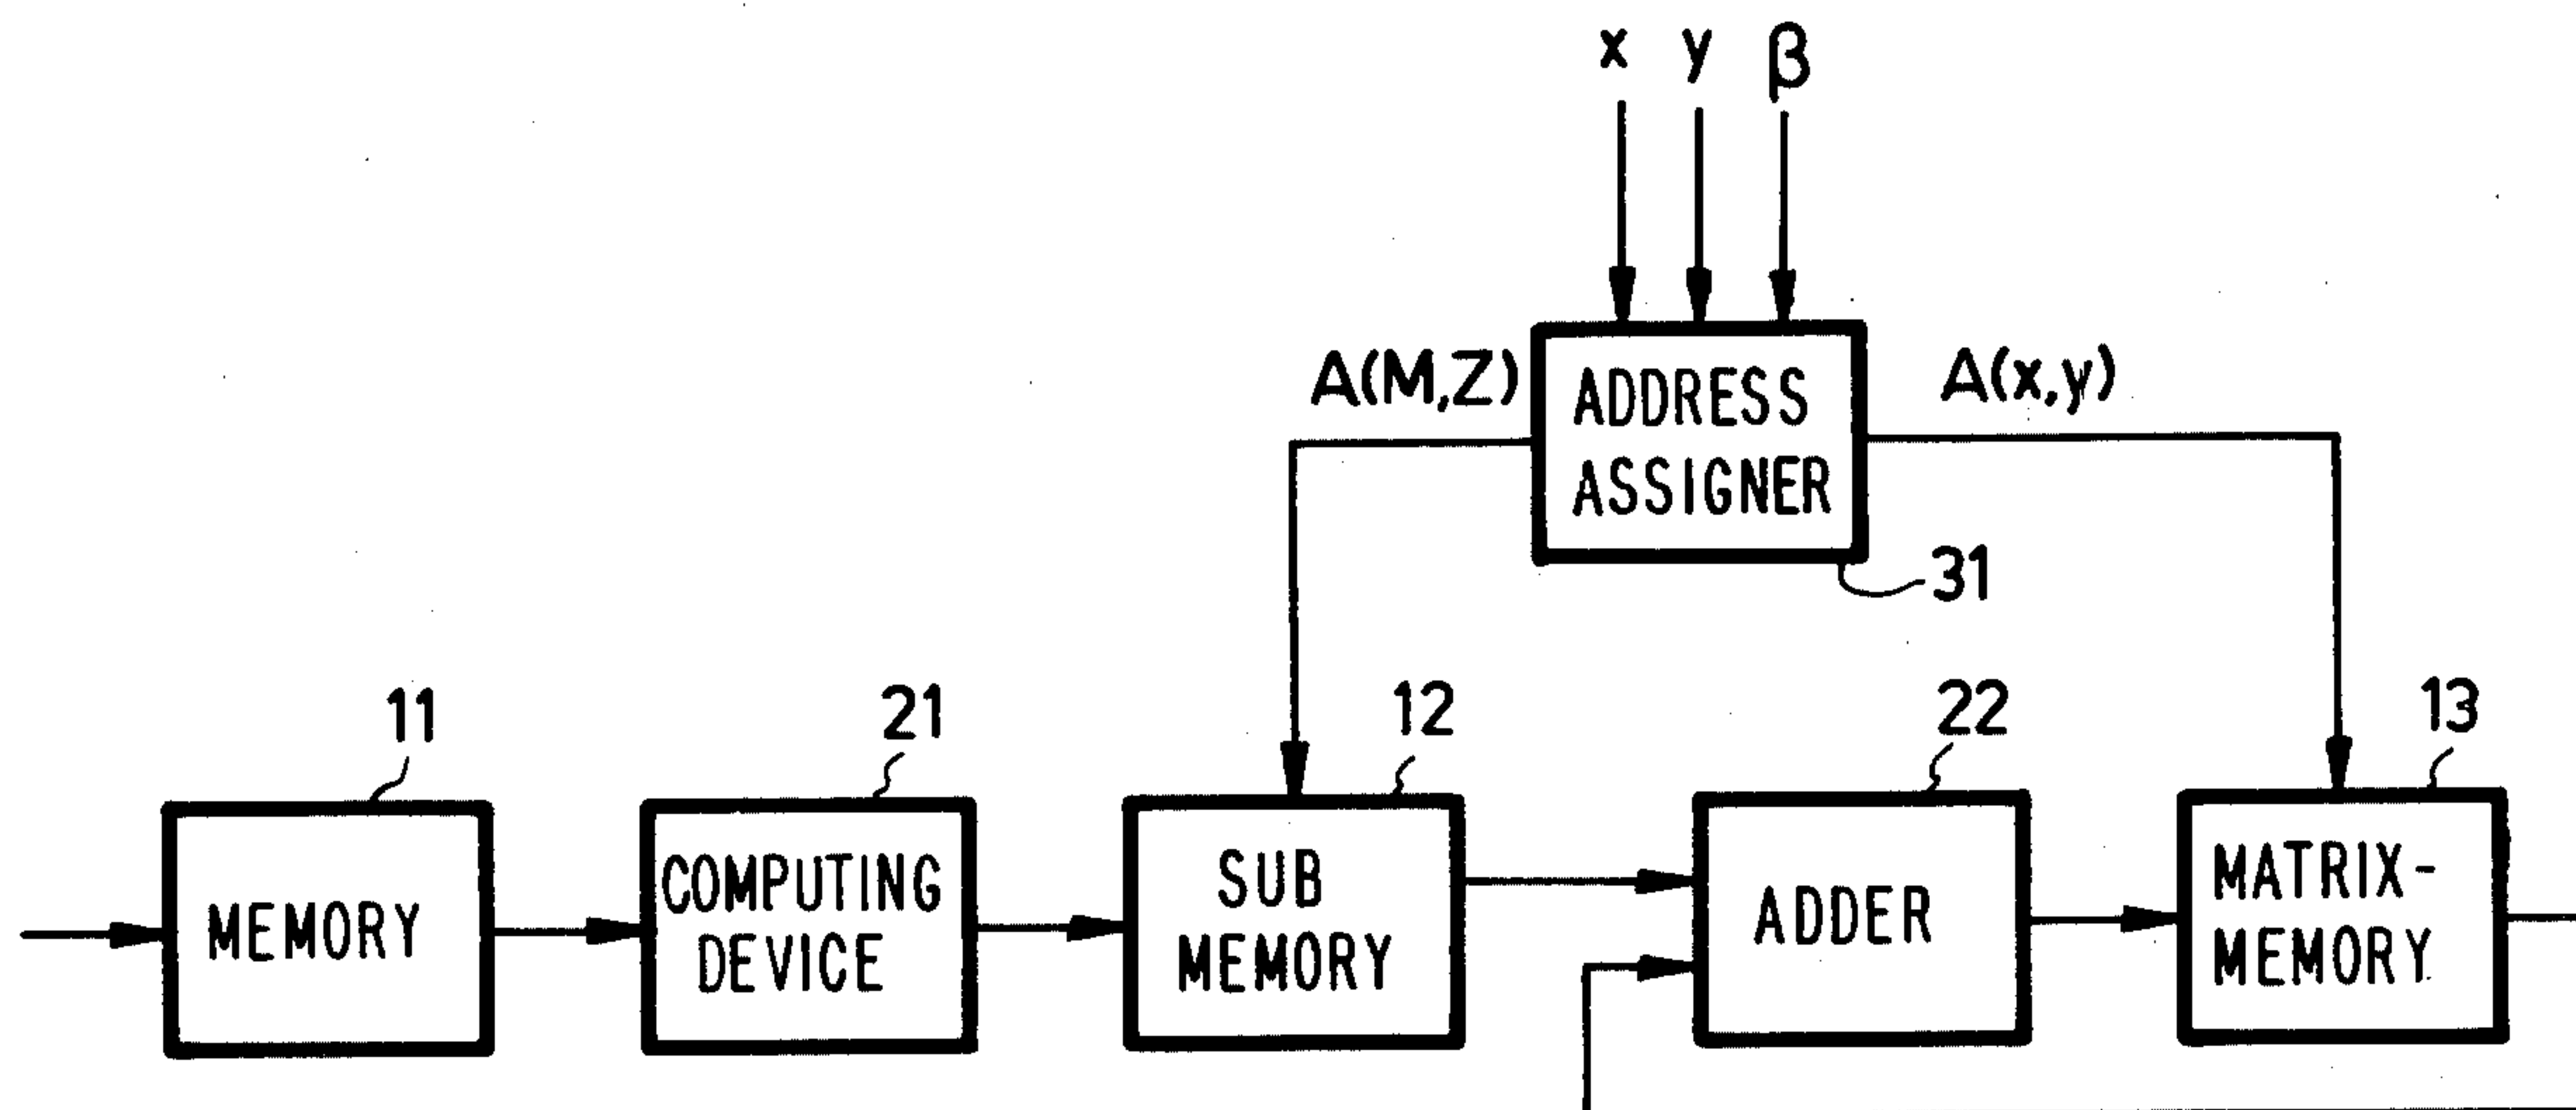 x y β
A(M,Z)
ADDRESS
ASSIGNER
A(x,y)
31
11
21
12
22
13
MEMORY
COMPUTING
DEVICE
SUB
MEMORY
ADDER
MATRIX-
MEMORY